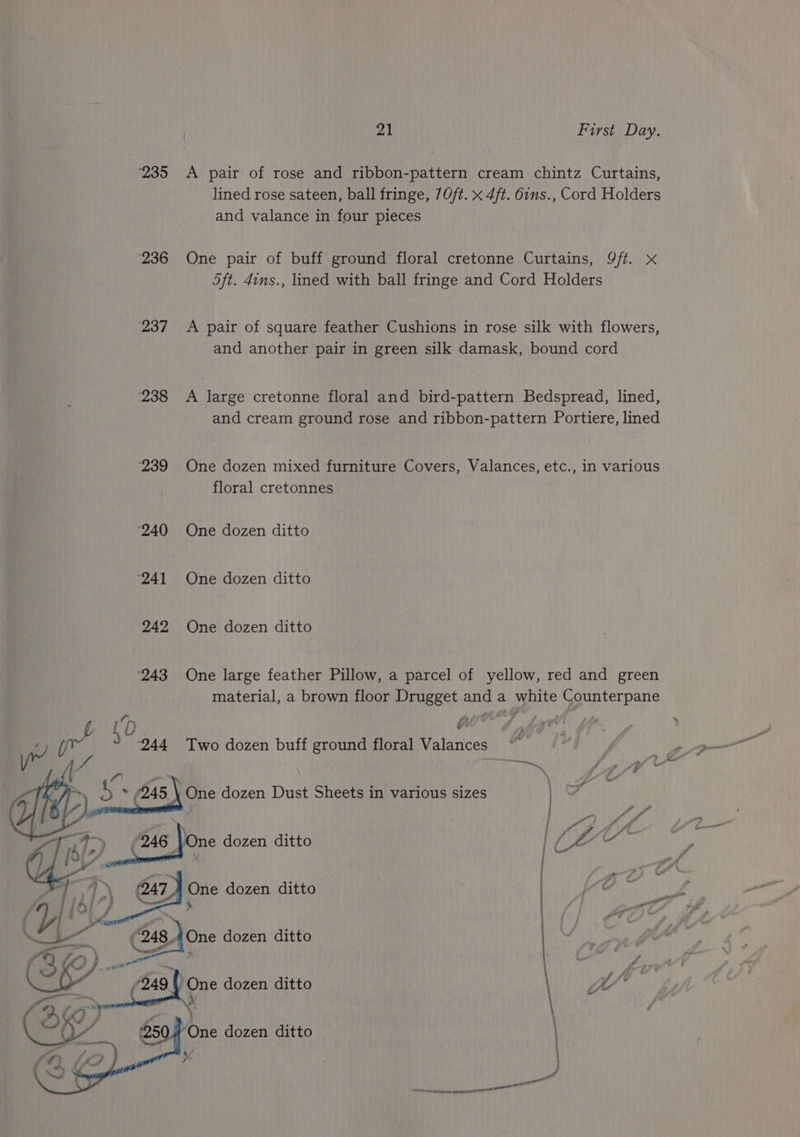 21 First Day.
235 A pair of rose and ribbon-pattern cream chintz Curtains,
lined rose sateen, ball fringe, 10ft. x 4ft. 6ins., Cord Holders
and valance in four pieces
236 One pair of buff ground floral cretonne Curtains, 9ft. x
5ft. 4ins., lined with ball fringe and Cord Holders
237 A pair of square feather Cushions in rose silk with flowers,
and another pair in green silk damask, bound cord
238 A large cretonne floral and bird-pattern Bedspread, lined,
and cream ground rose and ribbon-pattern Portiere, lined
239 One dozen mixed furniture Covers, Valances, etc., in various
floral cretonnes
240 One dozen ditto
241 One dozen ditto
242 One dozen ditto
243 One large feather Pillow, a parcel of yellow, red and green
material, a brown floor Drugget and a white Counterpane
244 Two dozen buff ground floral Valances
245 One dozen Dust Sheets in various sizes
246 One dozen ditto
247 One dozen ditto
248 One dozen ditto
249 One dozen ditto
250 One dozen ditto